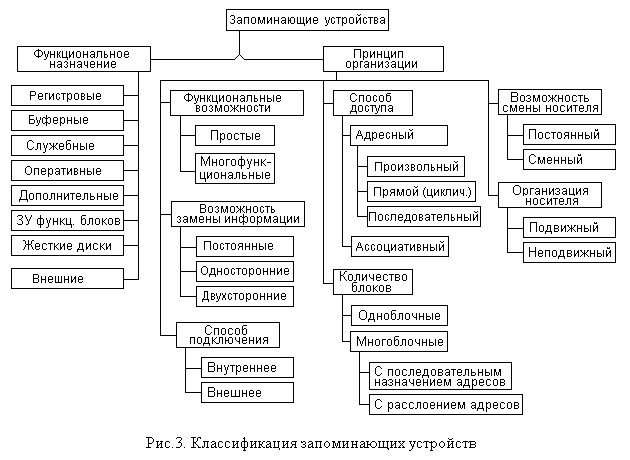 Запоминающие устройства
Функциональное
назначение
Регистровые
Буферные
Служебные
Оперативные
Дополнительные
ЗУ функц. блоков
Жесткие диски
Внешние
Принцип
организации
Функциональные
возможности
Простые
Многофунк-
циональные
Возможность
замены информации
Постоянные
Односторонние
Двухсторонние
Способ
подключения
Внутреннее
Внешнее
Способ
доступа
Адресный
Произвольный
Прямой (циклич.)
Последовательный
Ассоциативный
Количество
блоков
Одноблочные
Многоблочные
С последовательным
назначением адресов
С расслоением адресов
Возможность
смены носителя
Постоянный
Сменный
Организация
носителя
Подвижный
Неподвижный
Рис.3. Классификация запоминающих устройств